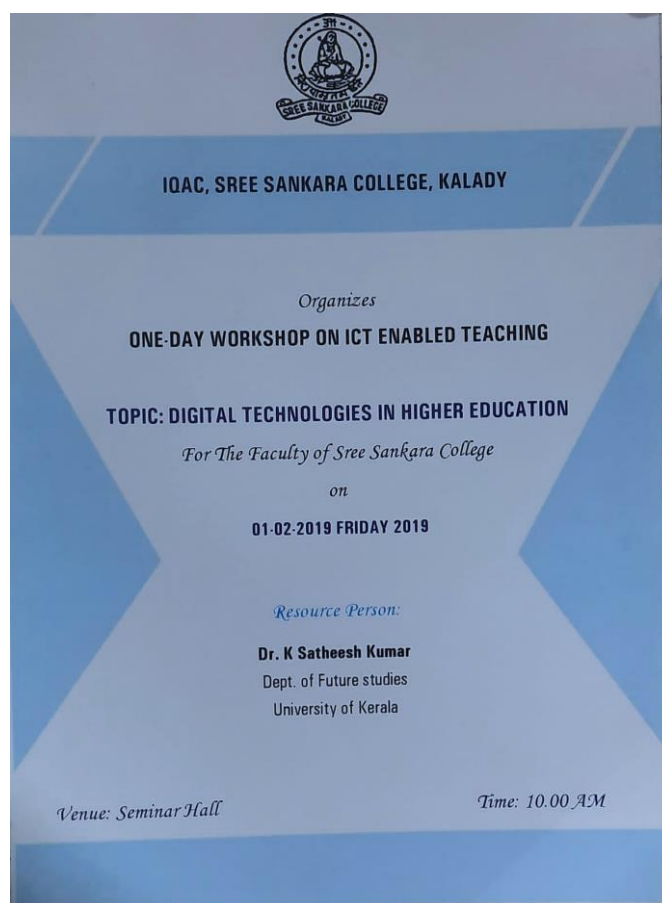 श्री
SREE SANKARA COLLEGE
KALADY
IQAC, SREE SANKARA COLLEGE, KALADY
Organizes
ONE-DAY WORKSHOP ON ICT ENABLED TEACHING
TOPIC: DIGITAL TECHNOLOGIES IN HIGHER EDUCATION
For The Faculty of Sree Sankara College
on
01-02-2019 FRIDAY 2019
Resource Person:
Dr. K Satheesh Kumar
Dept. of Future studies
University of Kerala
Venue: Seminar Hall
Time: 10.00 AM